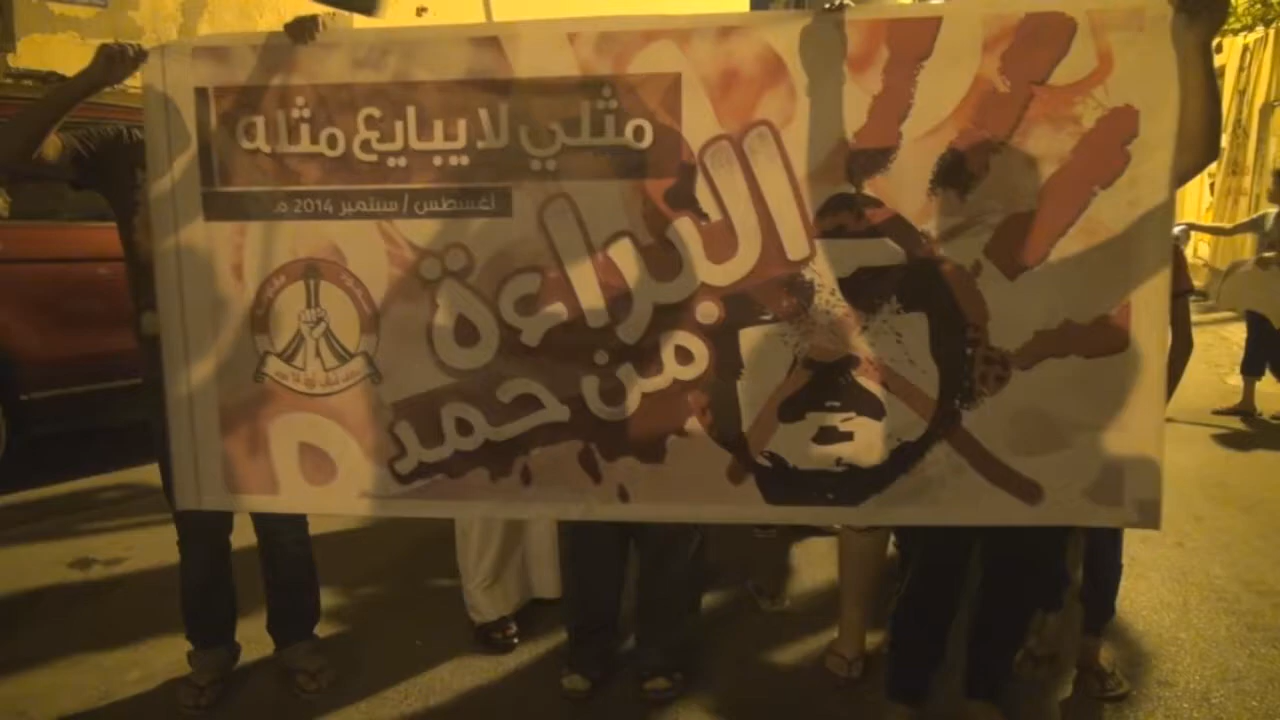 مثلي لا يبايع مثله
أغسطس / سبتمبر 2014 م
البراءة
من حمد